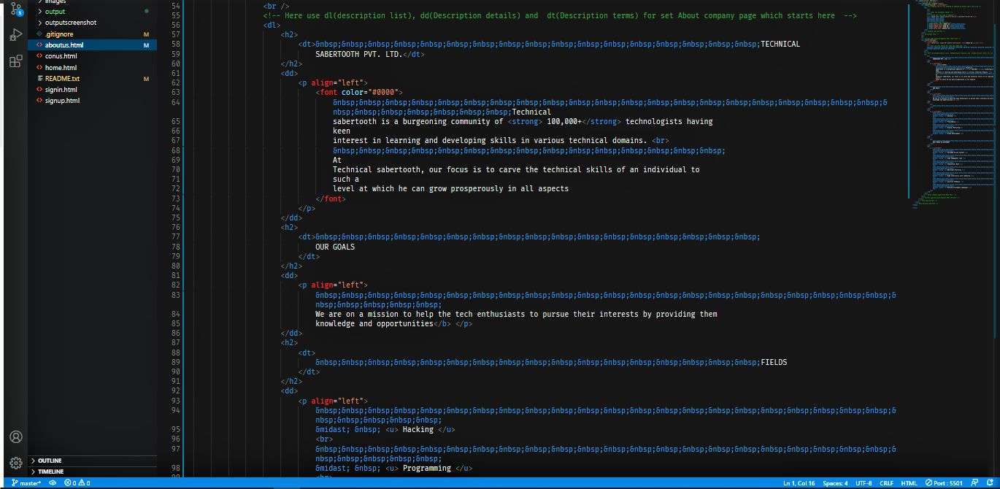 images
output
outputscreenshot
.gitignore M
aboutus.html M
conus.html
home.html
README.txt M
signin.html
signup.html
OUTLINE
TIMELINE
54 <br />
55 <!-- Here use dl(description list), dd(Description details) and  dt(Description terms) for set About company page which starts here  -->
56 <dl>
57 <h2>
58 <dt>&nbsp;&nbsp;&nbsp;&nbsp;&nbsp;&nbsp;&nbsp;&nbsp;&nbsp;&nbsp;&nbsp;&nbsp;&nbsp;&nbsp;&nbsp;&nbsp;&nbsp;TECHNICAL
59 SABERTOOTH PVT. LTD.</dt>
60 </h2>
61 <dd>
62 <p align="left">
63 <font color="#0000">
64 &nbsp;&nbsp;&nbsp;&nbsp;&nbsp;&nbsp;&nbsp;&nbsp;&nbsp;&nbsp;&nbsp;&nbsp;&nbsp;&nbsp;&nbsp;&nbsp;&nbsp;&nbsp;&nbsp;&nbsp;&nbsp;&
nbsp;&nbsp;&nbsp;&nbsp;&nbsp;&nbsp;&nbsp;Technical
65 sabertooth is a burgeoning community of <strong> 100,000+</strong> technologists having
66 keen
67 interest in learning and developing skills in various technical domains. <br>
68 &nbsp;&nbsp;&nbsp;&nbsp;&nbsp;&nbsp;&nbsp;&nbsp;&nbsp;&nbsp;&nbsp;&nbsp;&nbsp;&nbsp;&nbsp;
69 At
70 Technical sabertooth, our focus is to carve the technical skills of an individual to
71 such a
72 level at which he can grow prosperously in all aspects
73 </font>
74 </p>
75 </dd>
76 <h2>
77 <dt>&nbsp;&nbsp;&nbsp;&nbsp;&nbsp;&nbsp;&nbsp;&nbsp;&nbsp;&nbsp;&nbsp;&nbsp;&nbsp;&nbsp;&nbsp;&nbsp;&nbsp;
78 OUR GOALS
79 </dt>
80 </h2>
81 <dd>
82 <p align="left">
83 &nbsp;&nbsp;&nbsp;&nbsp;&nbsp;&nbsp;&nbsp;&nbsp;&nbsp;&nbsp;&nbsp;&nbsp;&nbsp;&nbsp;&nbsp;&nbsp;&nbsp;&nbsp;&nbsp;&nbsp;&nbsp;&nbsp;&
nbsp;&nbsp;&nbsp;&nbsp;&nbsp;
84 We are on a mission to help the tech enthusiasts to pursue their interests by providing them
85 knowledge and opportunities</b> </p>
86 </dd>
87 <h2>
88 <dt>
89 &nbsp;&nbsp;&nbsp;&nbsp;&nbsp;&nbsp;&nbsp;&nbsp;&nbsp;&nbsp;&nbsp;&nbsp;&nbsp;&nbsp;&nbsp;&nbsp;&nbsp;FIELDS
90 </dt>
91 </h2>
92 <dd>
93 <p align="left">
94 &nbsp;&nbsp;&nbsp;&nbsp;&nbsp;&nbsp;&nbsp;&nbsp;&nbsp;&nbsp;&nbsp;&nbsp;&nbsp;&nbsp;&nbsp;&nbsp;&nbsp;&nbsp;&nbsp;&nbsp;&nbsp;&nbsp;&
nbsp;&nbsp;&nbsp;&nbsp;&nbsp;
95 &midast; &nbsp; <u> Hacking </u>
96 <br>
97 &nbsp;&nbsp;&nbsp;&nbsp;&nbsp;&nbsp;&nbsp;&nbsp;&nbsp;&nbsp;&nbsp;&nbsp;&nbsp;&nbsp;&nbsp;&nbsp;&nbsp;&nbsp;&nbsp;&nbsp;&nbsp;&nbsp;&
nbsp;&nbsp;&nbsp;&nbsp;&nbsp;
98 &midast; &nbsp; <u> Programming </u>
99 <br>
master* 0 0 Ln 1, Col 16 Spaces: 4 UTF-8 CRLF HTML Port : 5501